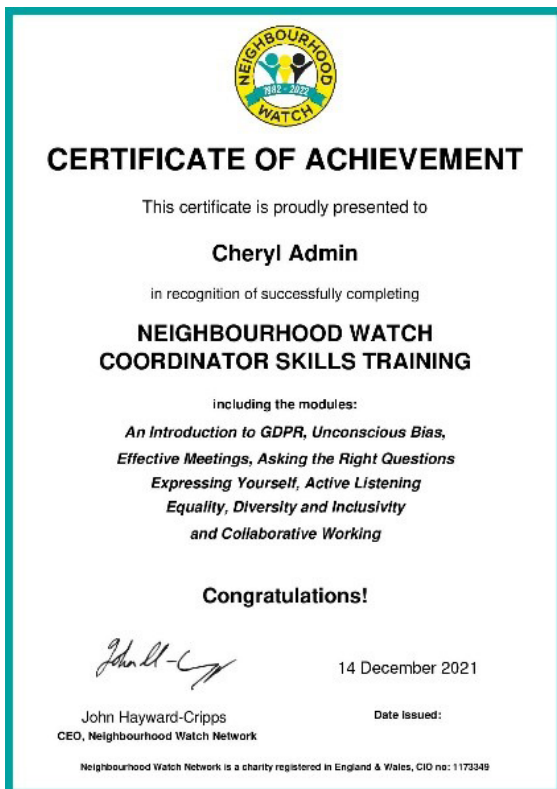 NEIGHBOURHOOD
1982 - 2022
WATCH
CERTIFICATE OF ACHIEVEMENT
This certificate is proudly presented to
Cheryl Admin
in recognition of successfully completing
NEIGHBOURHOOD WATCH
COORDINATOR SKILLS TRAINING
including the modules:
An Introduction to GDPR, Unconscious Bias,
Effective Meetings, Asking the Right Questions
Expressing Yourself, Active Listening
Equality, Diversity and Inclusivity
and Collaborative Working
Congratulations!
14 December 2021
John Hayward-Cripps
Date Issued:
CEO, Neighbourhood Watch Network
Neighbourhood Watch Network is a charity registered in England & Wales, CIO no: 1173349